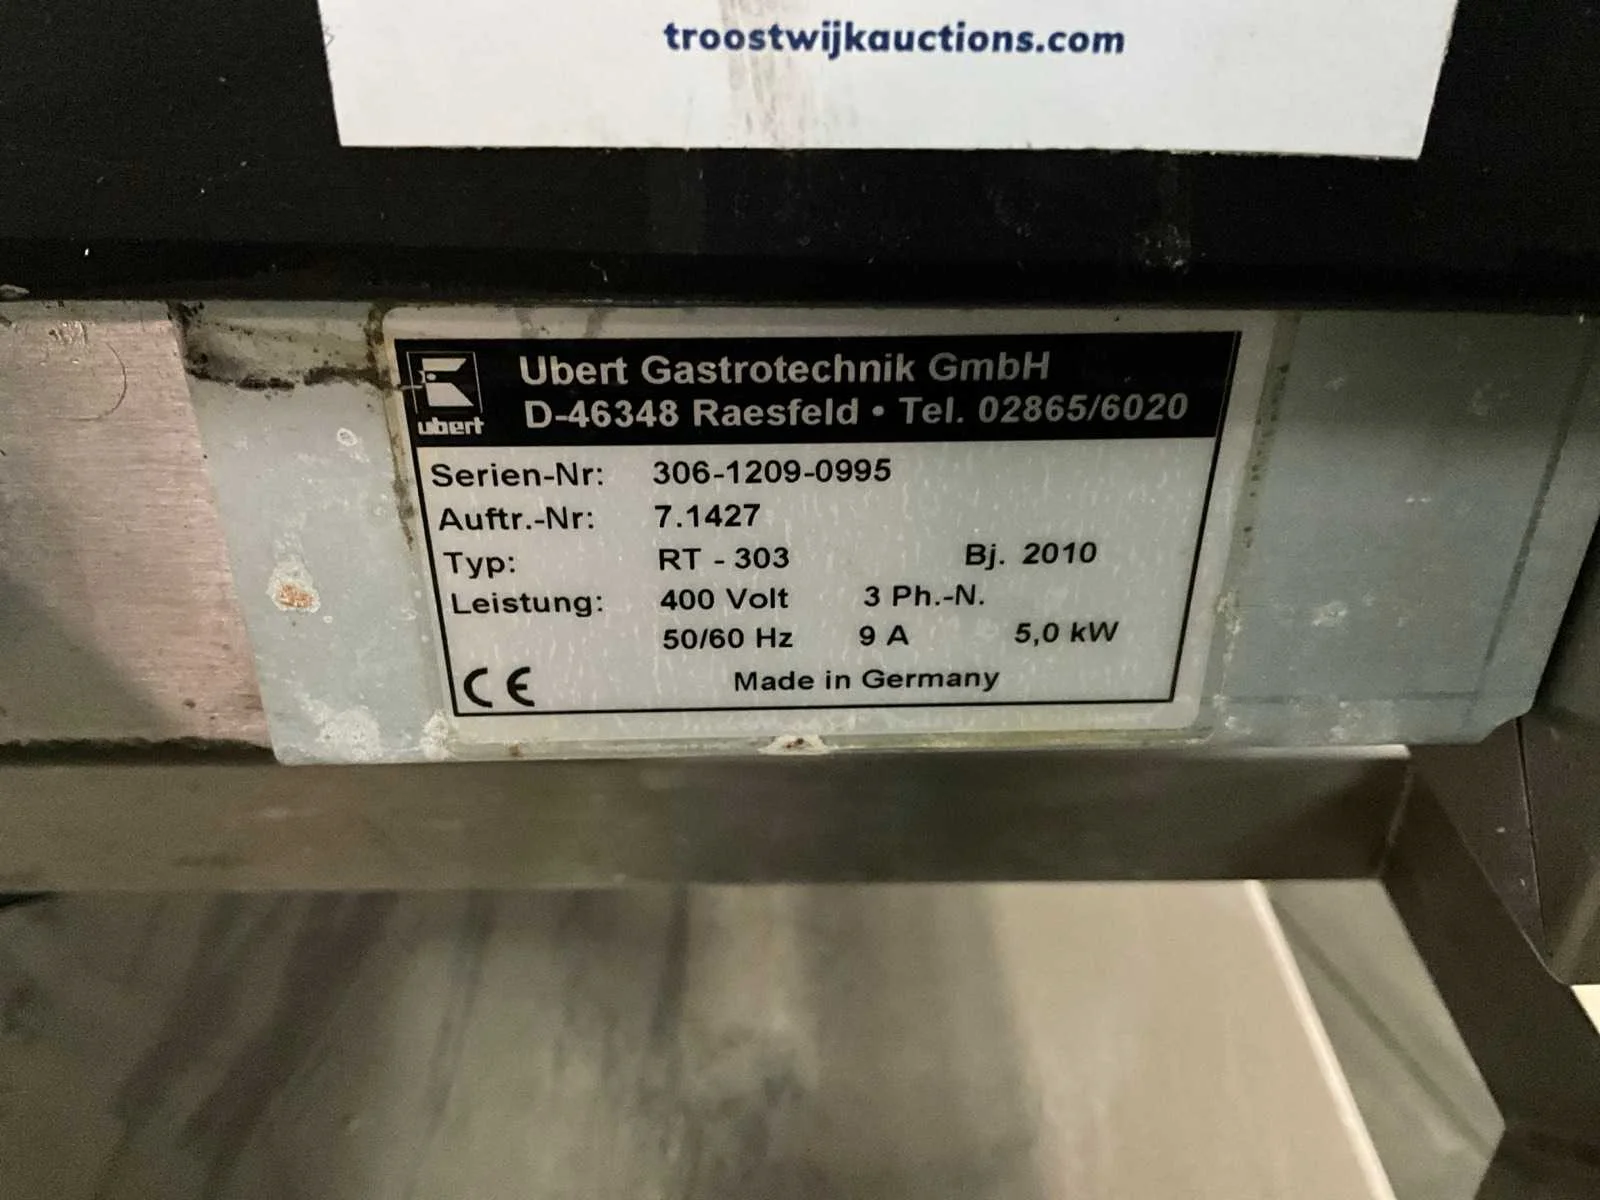 troostwijkauctions.com
Ubert Gastrotechnik GmbH
D-46348 Raesfeld • Tel. 02865/6020
ubert
Serien-Nr: 306-1209-0995
Auftr.-Nr: 7.1427
Typ: RT - 303 Bj. 2010
Leistung: 400 Volt 3 Ph.-N.
50/60 Hz 9 A 5,0 kW
CE Made in Germany